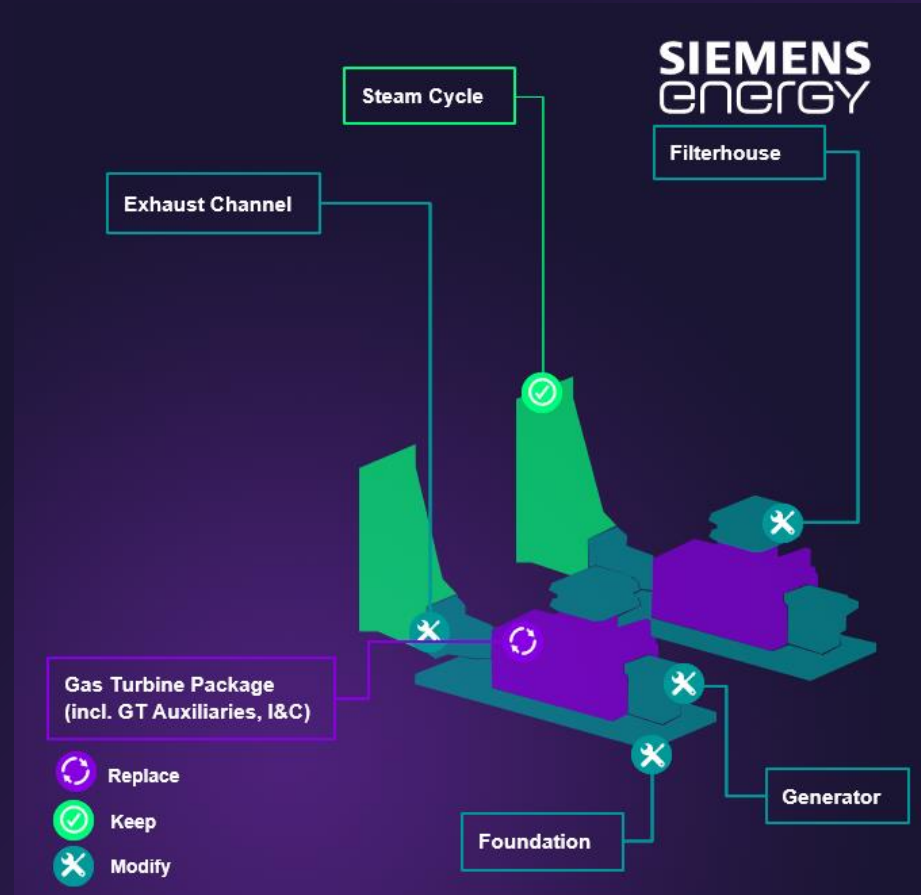 SIEMENS
energy
Steam Cycle
Filterhouse
Exhaust Channel
Gas Turbine Package
(incl. GT Auxiliaries, I&C)
Replace
Keep
Modify
Generator
Foundation